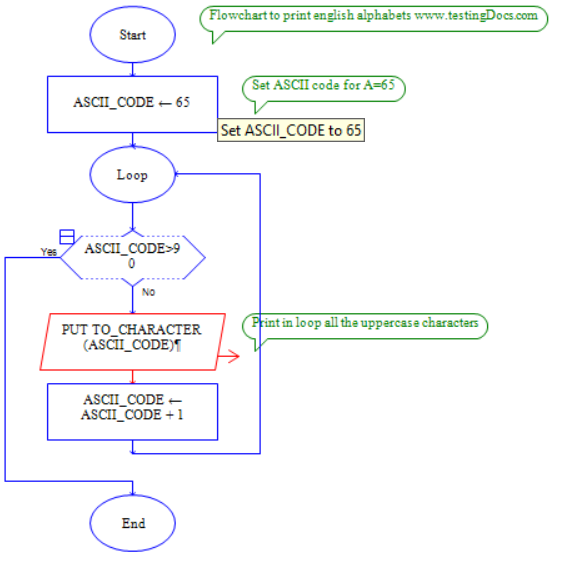 Start
Flowchart to print english alphabets www.testingDocs.com
ASCII_CODE ← 65
Set ASCII code for A=65
Set ASCII_CODE to 65
Loop
Yes
ASCII_CODE>9
0
No
PUT TO_CHARACTER
(ASCII_CODE)¶
Print in loop all the uppercase characters
ASCII_CODE ←
ASCII_CODE + 1
End